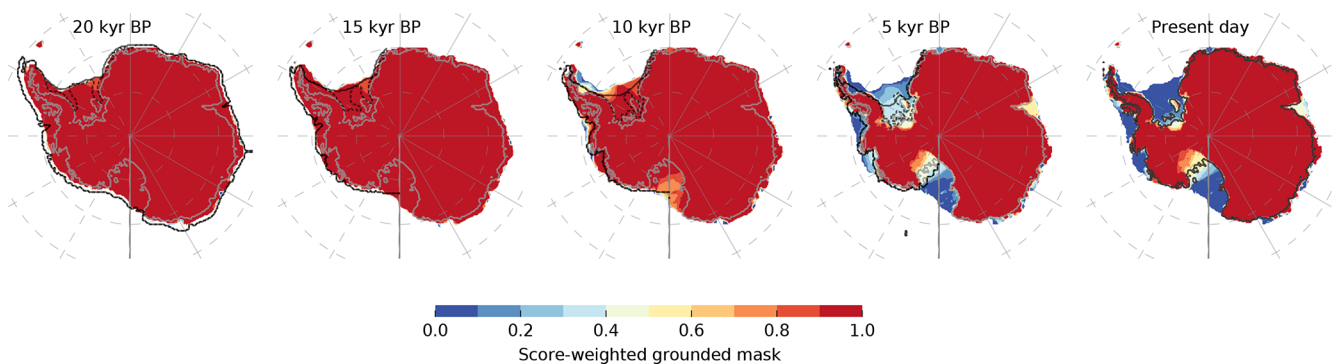 20 kyr BP
15 kyr BP
10 kyr BP
5 kyr BP
Present day
0.0 0.2 0.4 0.6 0.8 1.0
Score-weighted grounded mask